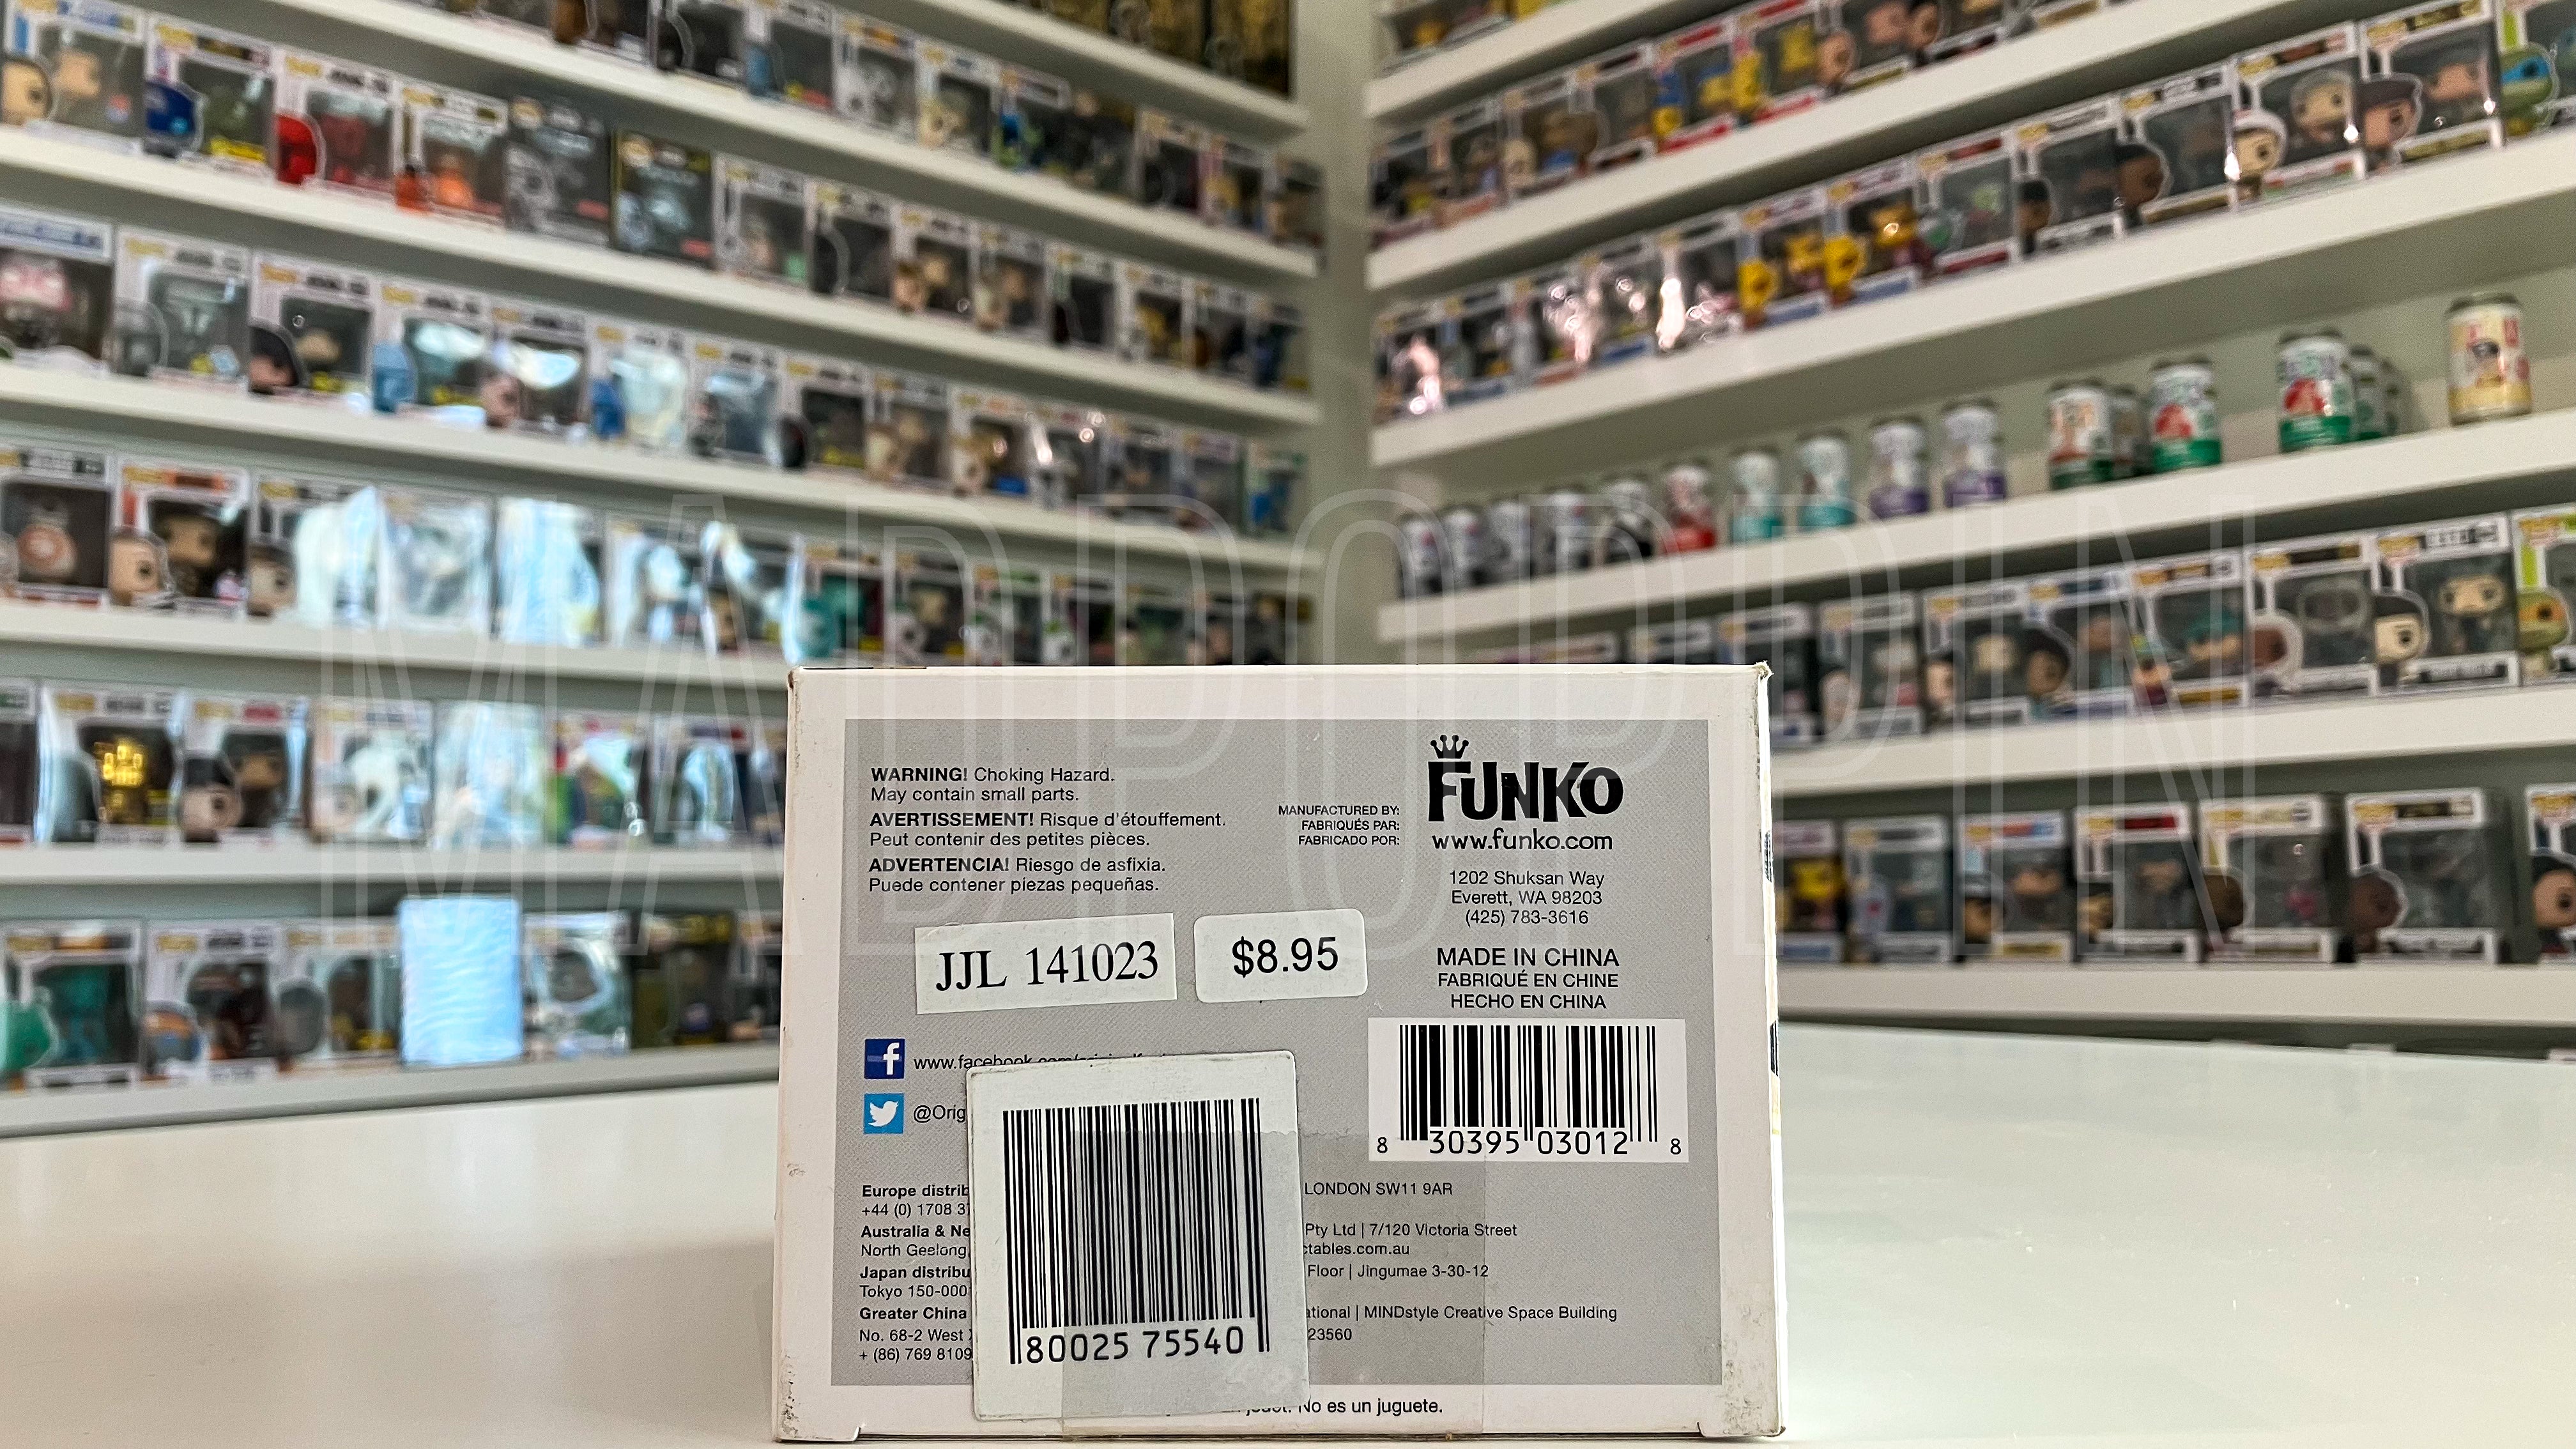 MADPOPPIN
WARNING! Choking Hazard.
May contain small parts.
AVERTISSEMENT! Risque d'étouffement.
Peut contenir des petites pièces.
ADVERTENCIA! Riesgo de asfixia.
Puede contener piezas pequeñas.
MANUFACTURED BY:
FABRIQUÉS PAR:
FABRICADO POR:
FUNKO
www.funko.com
1202 Shuksan Way
Everett, WA 98203
(425) 783-3616
MADE IN CHINA
FABRIQUÉ EN CHINE
HECHO EN CHINA
JJL 141023
$8.95
8 30395 03012 8
www.facebook.com
@Orig
80025 75540
Europe distrib
LONDON SW11 9AR
+44 (0) 1708 3
Australia & Ne
Pty Ltd | 7/120 Victoria Street
North Geelong,
ctables.com.au
Japan distribu
Floor | Jingumae 3-30-12
Tokyo 150-000
Greater China
ational | MINDstyle Creative Space Building
No. 68-2 West
23560
+ (86) 769 8109
jouet. No es un juguete.